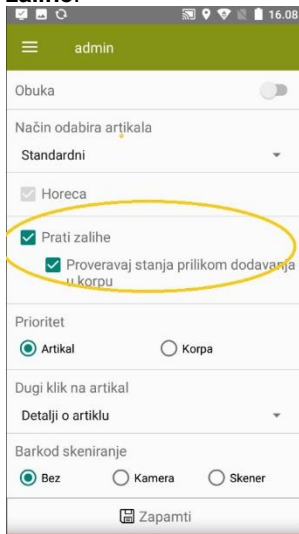 zalihe.
16.08
admin
Obuka
Način odabira artikala
Standardni
Horeca
Prati zalihe
Proveravaj stanja prilikom dodavanja
u korpu
Prioritet
Artikal Korpa
Dugi klik na artikal
Detalji o artiklu
Barkod skeniranje
Bez Kamera Skener
Zapamti